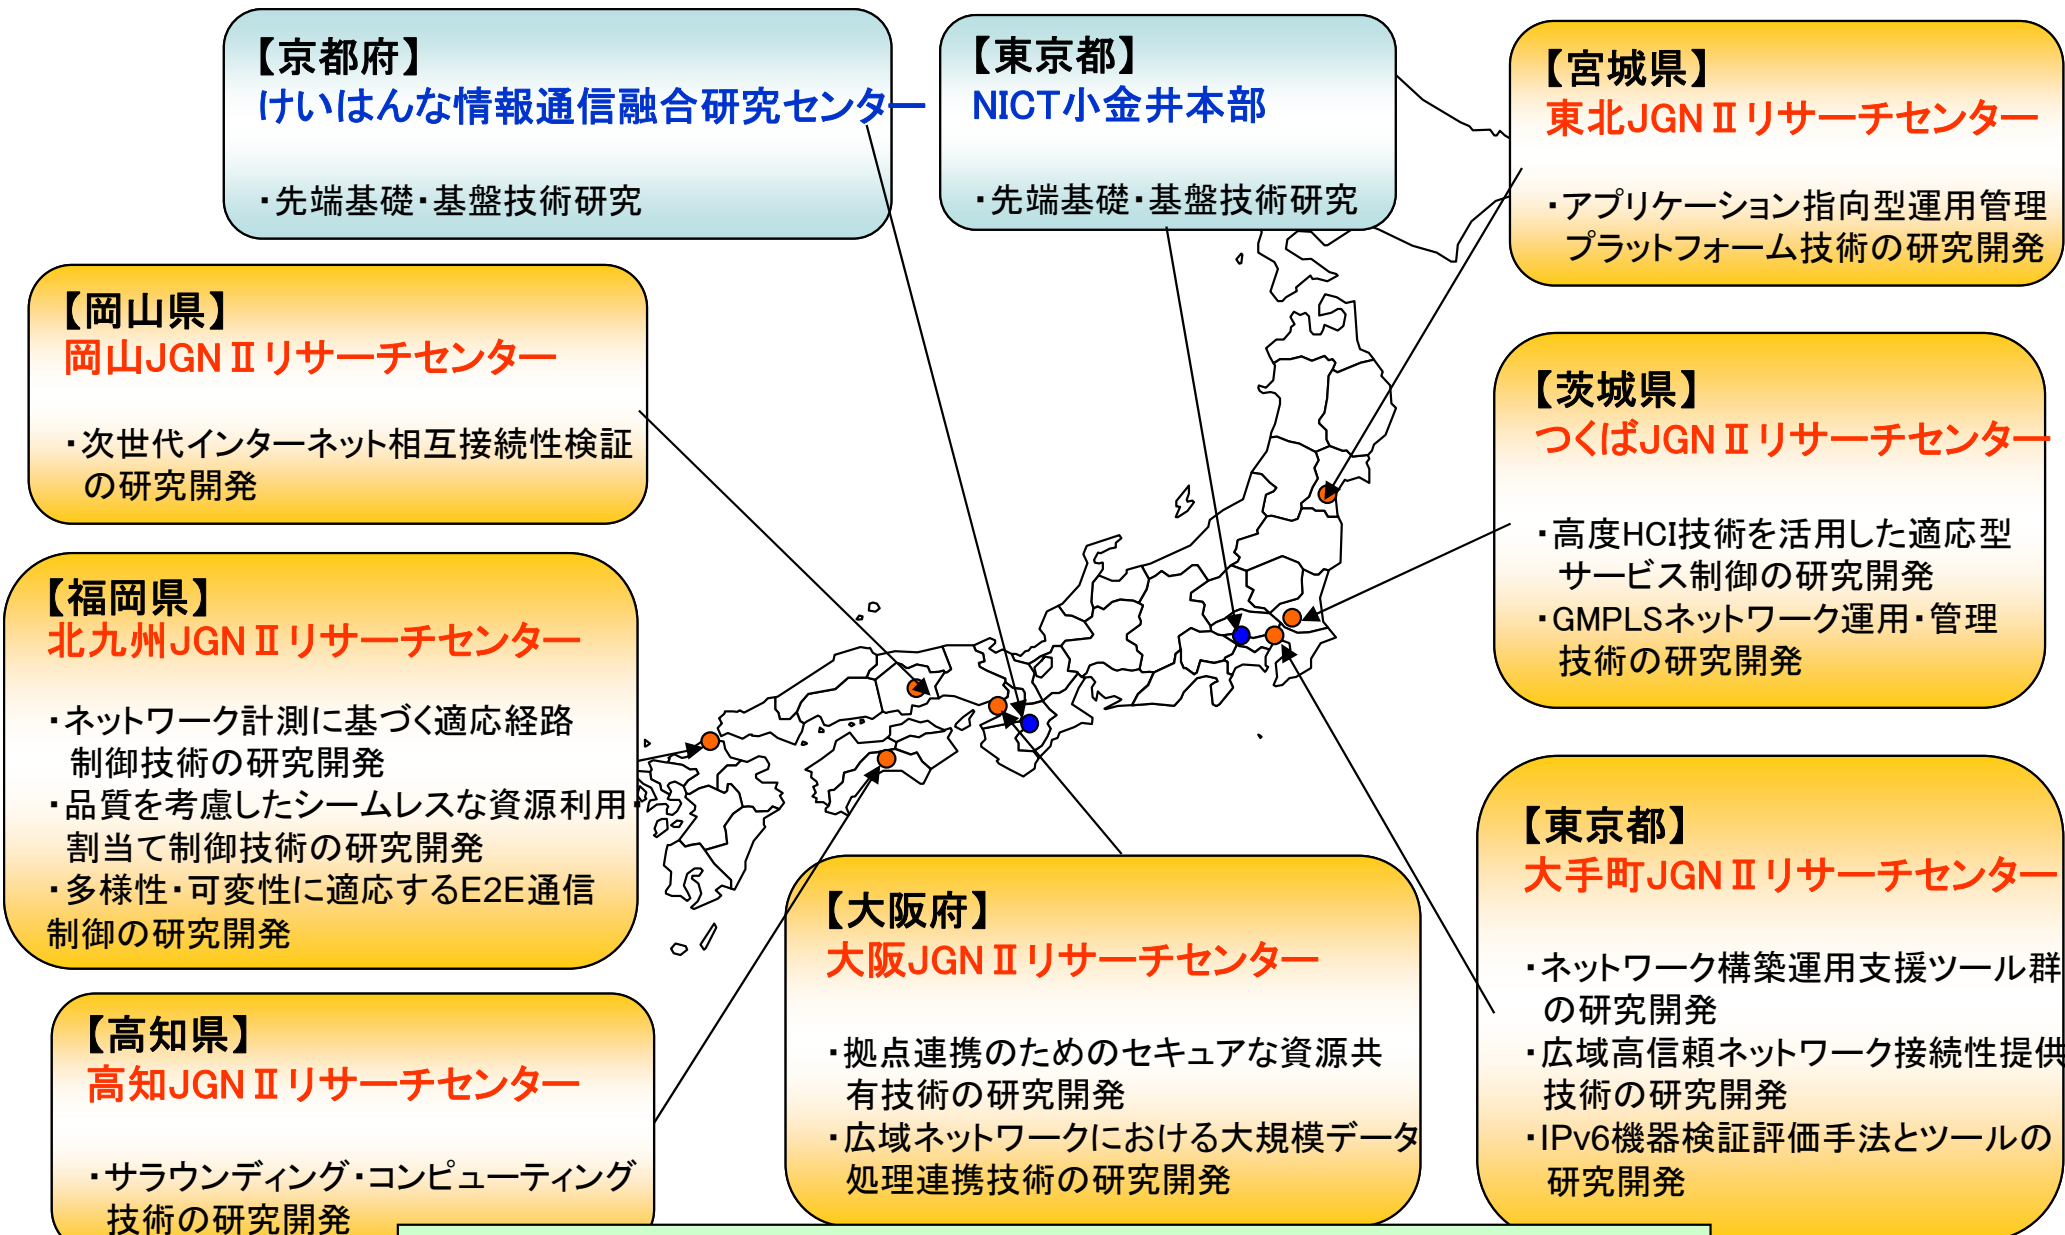 【京都府】
けいはんな情報通信融合研究センター
・先端基礎・基盤技術研究
【東京都】
NICT小金井本部
・先端基礎・基盤技術研究
【宮城県】
東北JGNⅡリサーチセンター
・アプリケーション指向型運用管理
プラットフォーム技術の研究開発
【岡山県】
岡山JGNⅡリサーチセンター
・次世代インターネット相互接続性検証
の研究開発
【茨城県】
つくばJGNⅡリサーチセンター
・高度HCI技術を活用した適応型
サービス制御の研究開発
・GMPLSネットワーク運用・管理
技術の研究開発
【福岡県】
北九州JGNⅡリサーチセンター
・ネットワーク計測に基づく適応経路
制御技術の研究開発
・品質を考慮したシームレスな資源利用・
割当て制御技術の研究開発
・多様性・可変性に適応するE2E通信
制御の研究開発
【東京都】
大手町JGNⅡリサーチセンター
・ネットワーク構築運用支援ツール群
の研究開発
・広域高信頼ネットワーク接続性提供
技術の研究開発
・IPv6機器検証評価手法とツールの
研究開発
【大阪府】
大阪JGNⅡリサーチセンター
・拠点連携のためのセキュアな資源共
有技術の研究開発
・広域ネットワークにおける大規模データ
処理連携技術の研究開発
【高知県】
高知JGNⅡリサーチセンター
・サラウンディング・コンピューティング
技術の研究開発